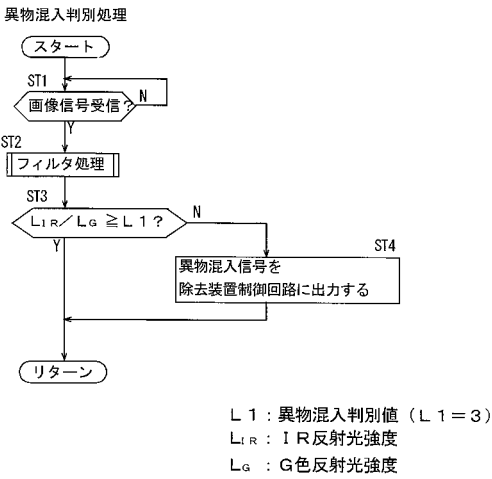 異物混入判別処理
スタート
ST1
画像信号受信?
N
Y
ST2
フィルタ処理
ST3
LIR/LG≧L1?
N
Y
ST4
異物混入信号を
除去装置制御回路に出力する
リターン
L1:異物混入判別値(L1=3)
LIR:IR反射光強度
LG:G色反射光強度